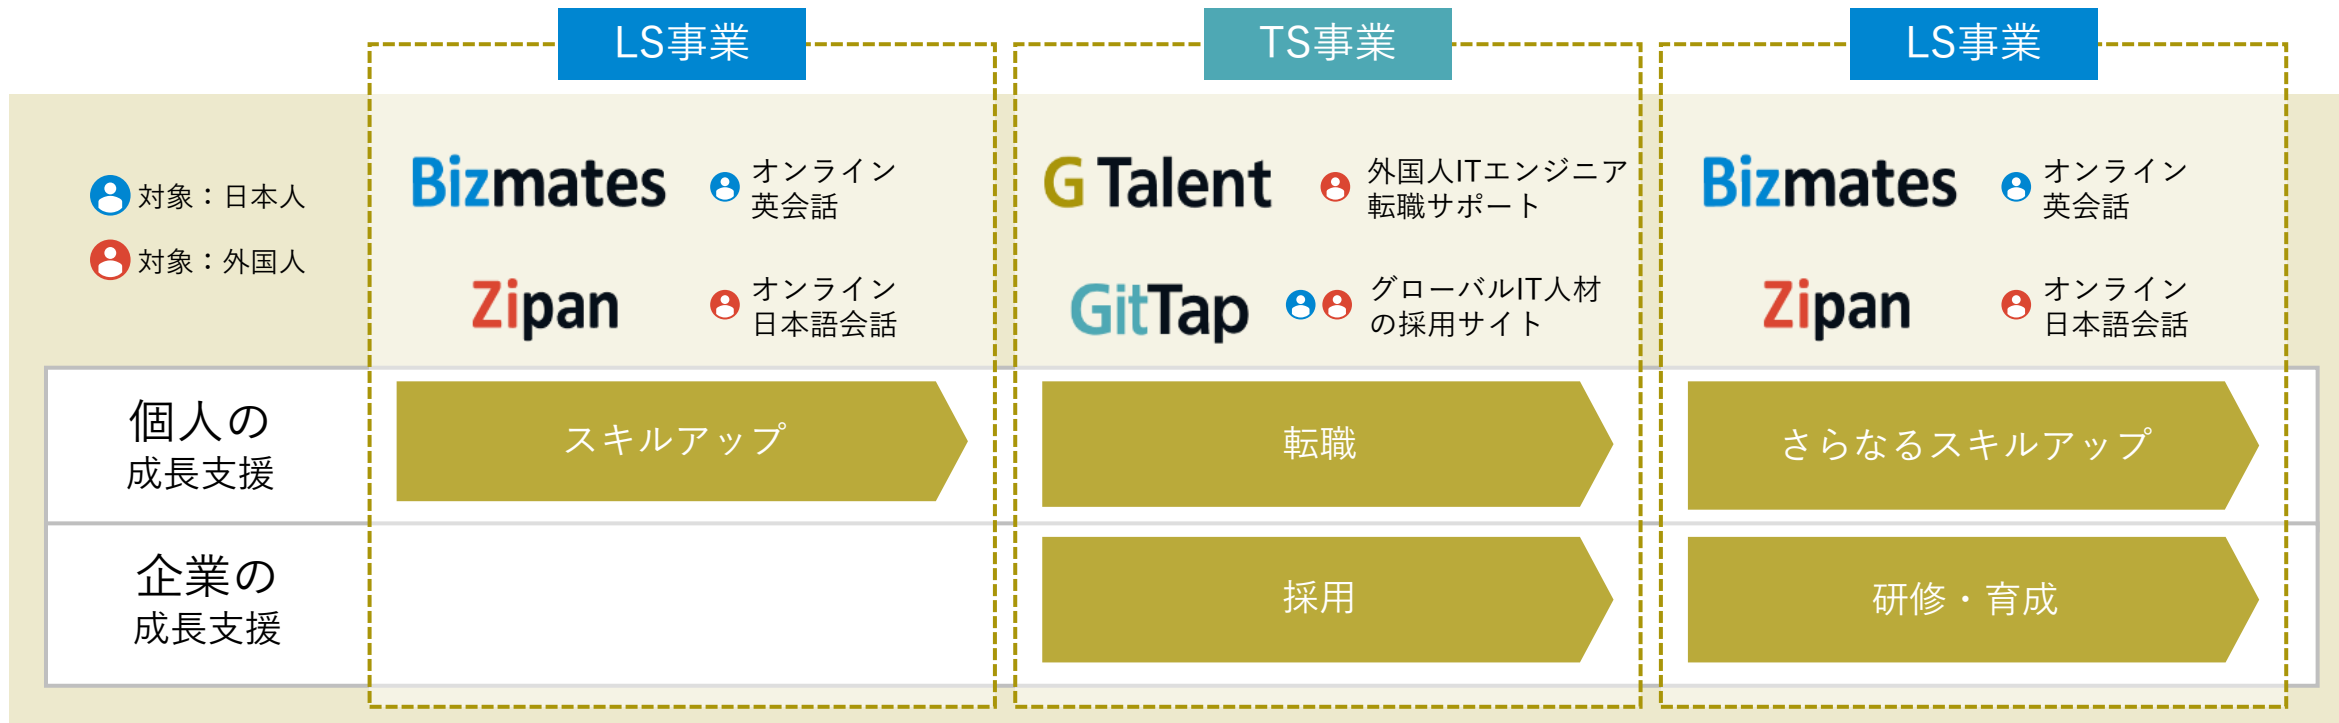 LS事業
TS事業
LS事業
対象：日本人
対象：外国人
Bizmates
オンライン
英会話
Zipan
オンライン
日本語会話
G Talent
外国人ITエンジニア
転職サポート
GitTap
グローバルIT人材
の採用サイト
Bizmates
オンライン
英会話
Zipan
オンライン
日本語会話
個人の
成長支援
スキルアップ
転職
さらなるスキルアップ
企業の
成長支援
採用
研修・育成